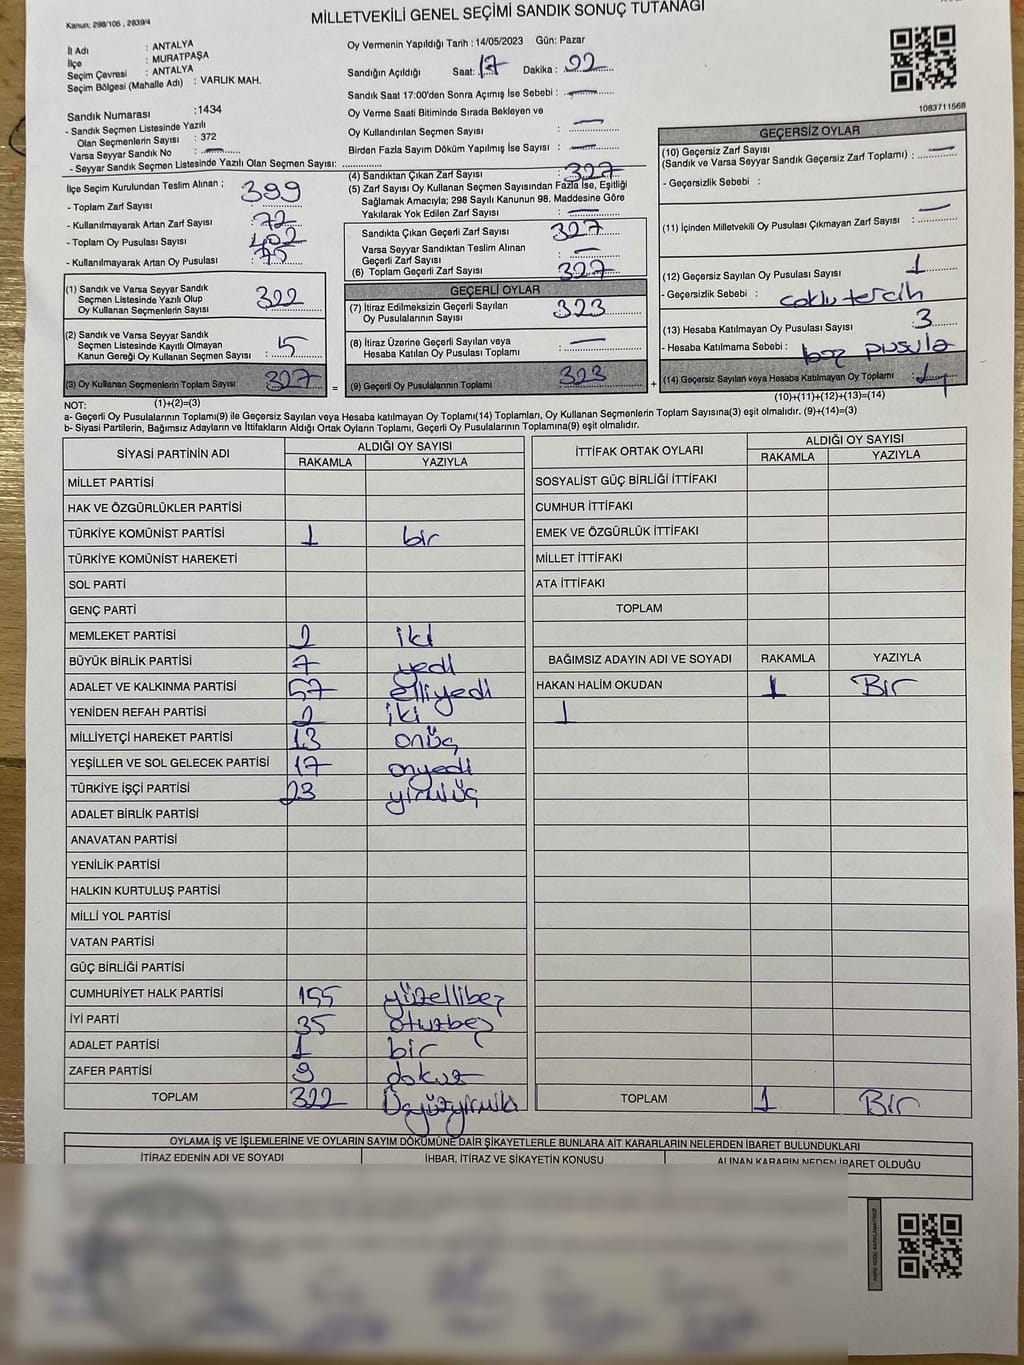 MİLLETVEKİLİ GENEL SEÇİMİ SANDIK SONUÇ TUTANAĞI
Kanun: 298/105 , 2839/4
İl Adı : ANTALYA
İlçe : MURATPAŞA
Seçim Çevresi : ANTALYA
Seçim Bölgesi (Mahalle Adı) : VARLIK MAH.
Sandık Numarası :1434
- Sandık Seçmen Listesinde Yazılı
Olan Seçmenlerin Sayısı : 372
Varsa Seyyar Sandık No : —
- Seyyar Sandık Seçmen Listesinde Yazılı Olan Seçmen Sayısı: ..............
Oy Vermenin Yapıldığı Tarih : 14/05/2023 Gün: Pazar
Sandığın Açıldığı Saat: 17 Dakika : 22
Sandık Saat 17:00'den Sonra Açımış İse Sebebi : —
Oy Verme Saati Bitiminde Sırada Bekleyen ve
Oy Kullandırılan Seçmen Sayısı : —
Birden Fazla Sayım Döküm Yapılmış İse Sayısı : —
1083711568
İlçe Seçim Kurulundan Teslim Alınan ;
- Toplam Zarf Sayısı : 399
- Kullanılmayarak Artan Zarf Sayısı : 72
- Toplam Oy Pusulası Sayısı : 402
- Kullanılmayarak Artan Oy Pusulası : 75
(1) Sandık ve Varsa Seyyar Sandık
Seçmen Listesinde Yazılı Olup
Oy Kullanan Seçmenlerin Sayısı : 322
(2) Sandık ve Varsa Seyyar Sandık
Seçmen Listesinde Kayıtlı Olmayan
Kanun Gereği Oy Kullanan Seçmen Sayısı : 5
(3) Oy Kullanan Seçmenlerin Toplam Sayısı : 327
(1)+(2)=(3)
(4) Sandıktan Çıkan Zarf Sayısı : 327
(5) Zarf Sayısı Oy Kullanan Seçmen Sayısından Fazla İse, Eşitliği
Sağlamak Amacıyla; 298 Sayılı Kanunun 98. Maddesine Göre
Yakılarak Yok Edilen Zarf Sayısı : —
Sandıkta Çıkan Geçerli Zarf Sayısı : 327
Varsa Seyyar Sandıktan Teslim Alınan
Geçerli Zarf Sayısı : —
(6) Toplam Geçerli Zarf Sayısı : 327
GEÇERLİ OYLAR
(7) İtiraz Edilmeksizin Geçerli Sayılan
Oy Pusulalarının Sayısı : 323
(8) İtiraz Üzerine Geçerli Sayılan veya
Hesaba Katılan Oy Pusulaları Toplamı : —
= (9) Geçerli Oy Pusulalarının Toplamı : 323
GEÇERSİZ OYLAR
(10) Geçersiz Zarf Sayısı
(Sandık ve Varsa Seyyar Sandık Geçersiz Zarf Toplamı) : —
- Geçersizlik Sebebi :
(11) İçinden Milletvekili Oy Pusulası Çıkmayan Zarf Sayısı : —
(12) Geçersiz Sayılan Oy Pusulası Sayısı : 1
- Geçersizlik Sebebi : çoklu tercih
(13) Hesaba Katılmayan Oy Pusulası Sayısı : 3
- Hesaba Katılmama Sebebi : boş pusula
+ (14) Geçersiz Sayılan veya Hesaba Katılmayan Oy Toplamı :
(10)+(11)+(12)+(13)=(14)
NOT:
a- Geçerli Oy Pusulalarının Toplamı(9) ile Geçersiz Sayılan veya Hesaba katılmayan Oy Toplamı(14) Toplamları, Oy Kullanan Seçmenlerin Toplam Sayısına(3) eşit olmalıdır. (9)+(14)=(3)
b- Siyasi Partilerin, Bağımsız Adayların ve İttifakların Aldığı Ortak Oyların Toplamı, Geçerli Oy Pusulalarının Toplamına(9) eşit olmalıdır.
SİYASİ PARTİNİN ADI ALDIĞI OY SAYISI
RAKAMLA YAZIYLA
MİLLET PARTİSİ
HAK VE ÖZGÜRLÜKLER PARTİSİ
TÜRKİYE KOMÜNİST PARTİSİ 1 bir
TÜRKİYE KOMÜNİST HAREKETİ
SOL PARTİ
GENÇ PARTİ
MEMLEKET PARTİSİ 2 iki
BÜYÜK BİRLİK PARTİSİ 7 yedi
ADALET VE KALKINMA PARTİSİ 57 elliyedi
YENİDEN REFAH PARTİSİ 2 iki
MİLLİYETÇİ HAREKET PARTİSİ 13 onüç
YEŞİLLER VE SOL GELECEK PARTİSİ 17 onyedi
TÜRKİYE İŞÇİ PARTİSİ 23 yirmiüç
ADALET BİRLİK PARTİSİ
ANAVATAN PARTİSİ
YENİLİK PARTİSİ
HALKIN KURTULUŞ PARTİSİ
MİLLİ YOL PARTİSİ
VATAN PARTİSİ
GÜÇ BİRLİĞİ PARTİSİ
CUMHURİYET HALK PARTİSİ 155 yüzellibeş
İYİ PARTİ 35 otuzbeş
ADALET PARTİSİ 1 bir
ZAFER PARTİSİ 9 dokuz
TOPLAM 322 Üçyüzyirmiiki
İTTİFAK ORTAK OYLARI ALDIĞI OY SAYISI
RAKAMLA YAZIYLA
SOSYALİST GÜÇ BİRLİĞİ İTTİFAKI
CUMHUR İTTİFAKI
EMEK VE ÖZGÜRLÜK İTTİFAKI
MİLLET İTTİFAKI
ATA İTTİFAKI
TOPLAM
BAĞIMSIZ ADAYIN ADI VE SOYADI RAKAMLA YAZIYLA
HAKAN HALİM OKUDAN 1 Bir
1
TOPLAM 1 Bir
OYLAMA İŞ VE İŞLEMLERİNE VE OYLARIN SAYIM DÖKÜMÜNE DAİR ŞİKAYETLERLE BUNLARA AİT KARARLARIN NELERDEN İBARET BULUNDUKLARI
İTİRAZ EDENİN ADI VE SOYADI İHBAR, İTİRAZ VE ŞİKAYETİN KONUSU ALINAN KARARIN NEDEN İBARET OLDUĞU